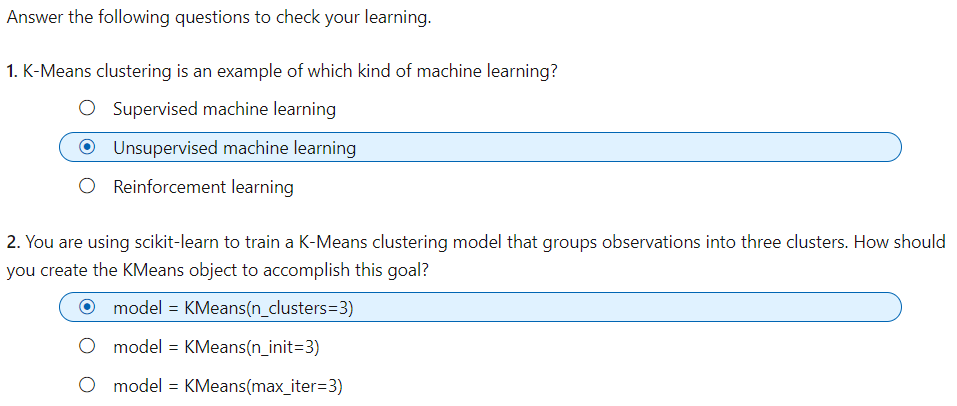 Answer the following questions to check your learning.
1. K-Means clustering is an example of which kind of machine learning?
Supervised machine learning
Unsupervised machine learning
Reinforcement learning
2. You are using scikit-learn to train a K-Means clustering model that groups observations into three clusters. How should
you create the KMeans object to accomplish this goal?
model = KMeans(n_clusters=3)
model = KMeans(n_init=3)
model = KMeans(max_iter=3)